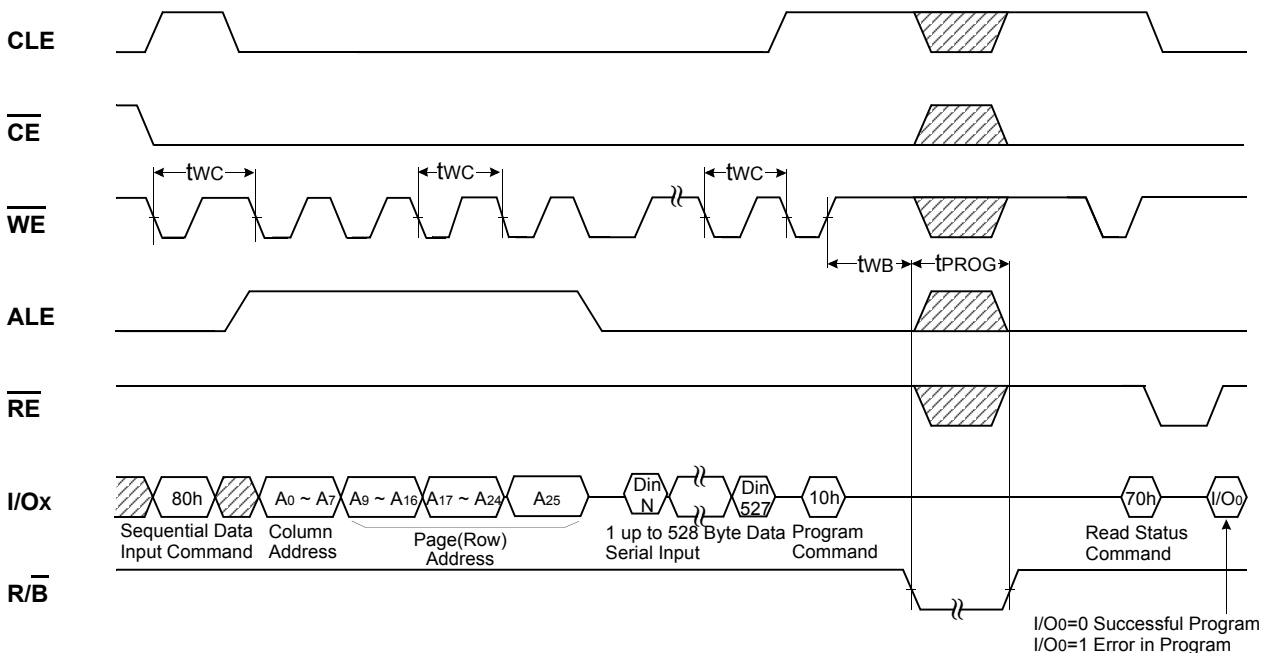 CLE
CE
tWC
tWC
tWC
WE
tWB
tPROG
ALE
RE
I/Ox
80h
A0 ~ A7
A9 ~ A16
A17 ~ A24
A25
Din N
Din 527
10h
70h
I/O0
Sequential Data
Input Command
Column
Address
Page(Row)
Address
1 up to 528 Byte Data
Serial Input
Program
Command
Read Status
Command
R/B
I/O0=0 Successful Program
I/O0=1 Error in Program